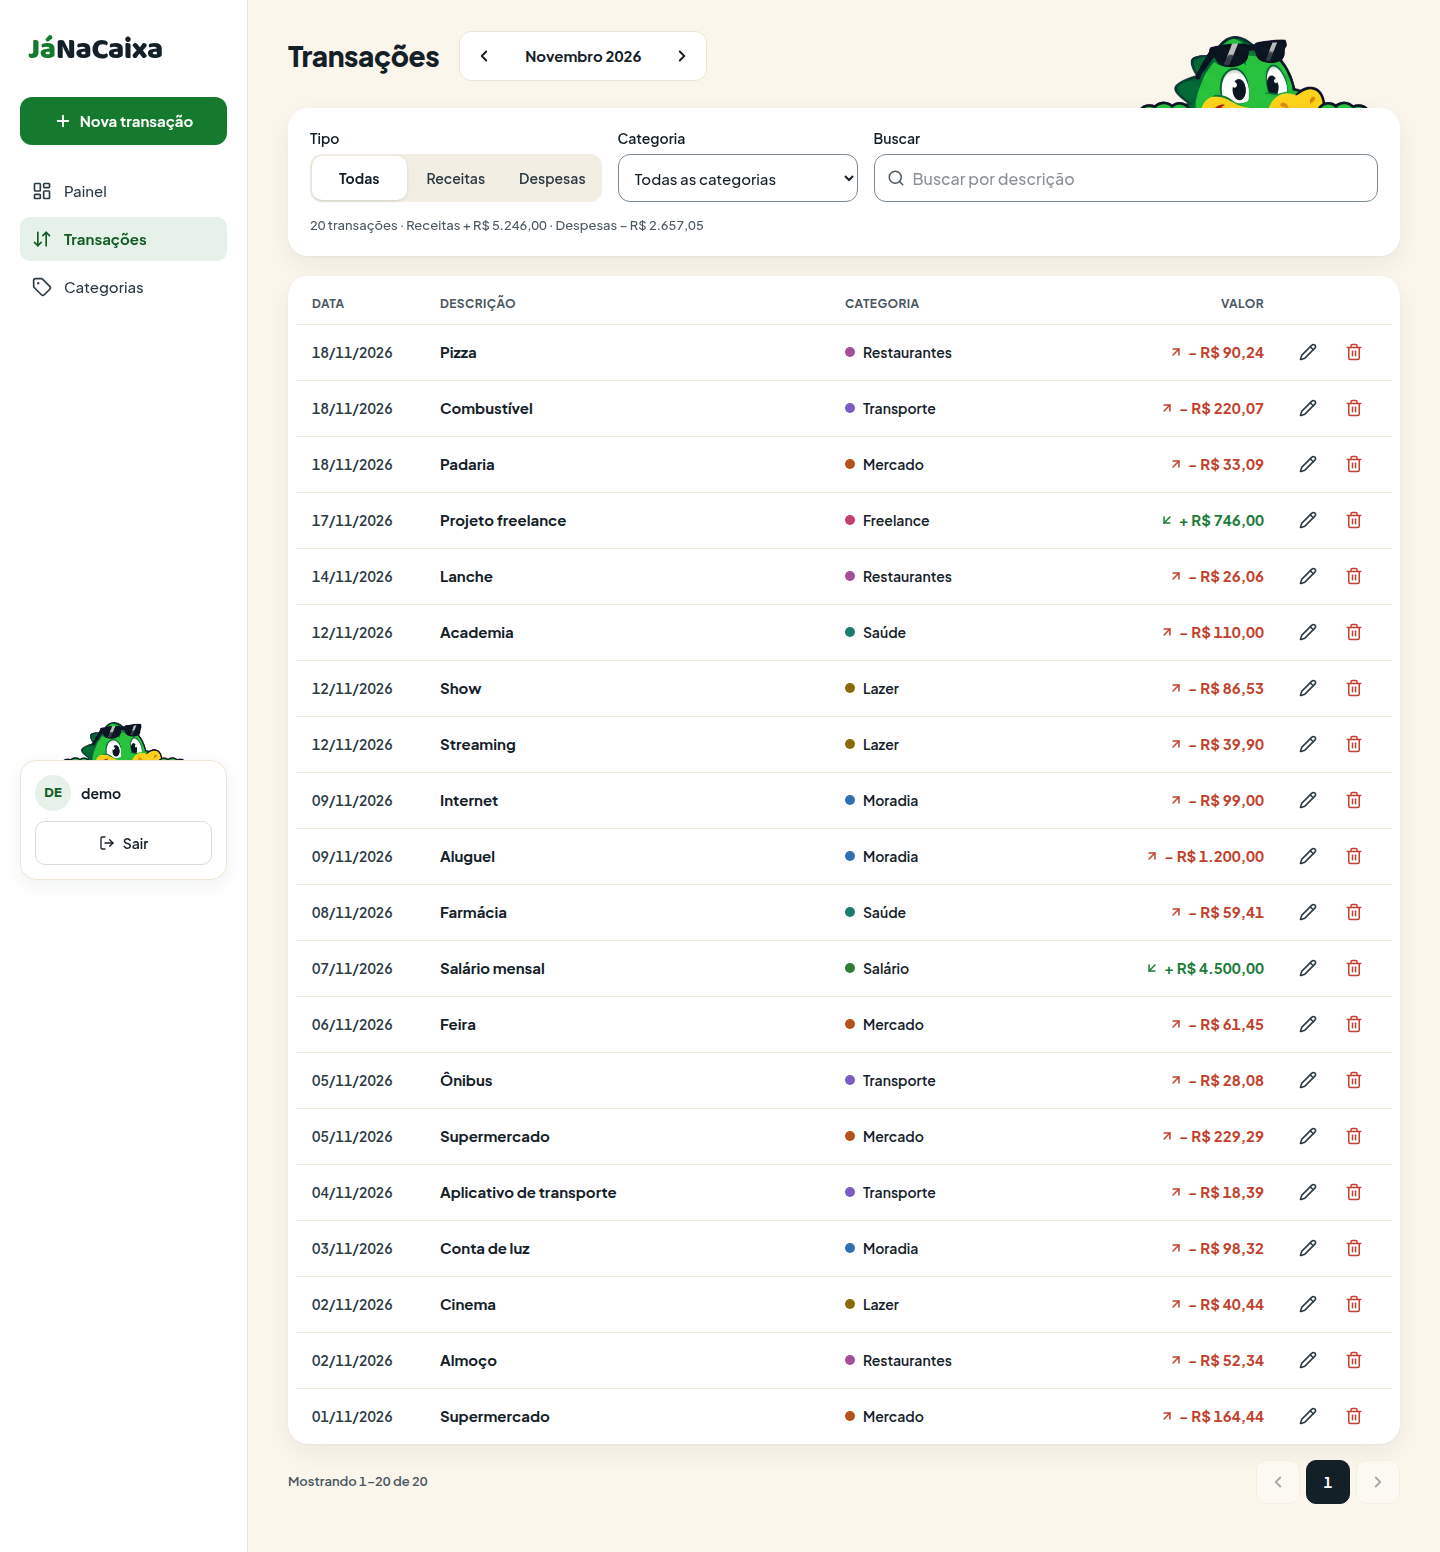 JáNaCaixa
Nova transação
Painel
Transações
Categorias
DE demo
Sair
Transações
Novembro 2026
Tipo Categoria Buscar
Todas Receitas Despesas Todas as categorias Buscar por descrição
20 transações · Receitas + R$ 5.246,00 · Despesas − R$ 2.657,05
DATA DESCRIÇÃO CATEGORIA VALOR
18/11/2026 Pizza Restaurantes − R$ 90,24
18/11/2026 Combustível Transporte − R$ 220,07
18/11/2026 Padaria Mercado − R$ 33,09
17/11/2026 Projeto freelance Freelance + R$ 746,00
14/11/2026 Lanche Restaurantes − R$ 26,06
12/11/2026 Academia Saúde − R$ 110,00
12/11/2026 Show Lazer − R$ 86,53
12/11/2026 Streaming Lazer − R$ 39,90
09/11/2026 Internet Moradia − R$ 99,00
09/11/2026 Aluguel Moradia − R$ 1.200,00
08/11/2026 Farmácia Saúde − R$ 59,41
07/11/2026 Salário mensal Salário + R$ 4.500,00
06/11/2026 Feira Mercado − R$ 61,45
05/11/2026 Ônibus Transporte − R$ 28,08
05/11/2026 Supermercado Mercado − R$ 229,29
04/11/2026 Aplicativo de transporte Transporte − R$ 18,39
03/11/2026 Conta de luz Moradia − R$ 98,32
02/11/2026 Cinema Lazer − R$ 40,44
02/11/2026 Almoço Restaurantes − R$ 52,34
01/11/2026 Supermercado Mercado − R$ 164,44
Mostrando 1–20 de 20
1